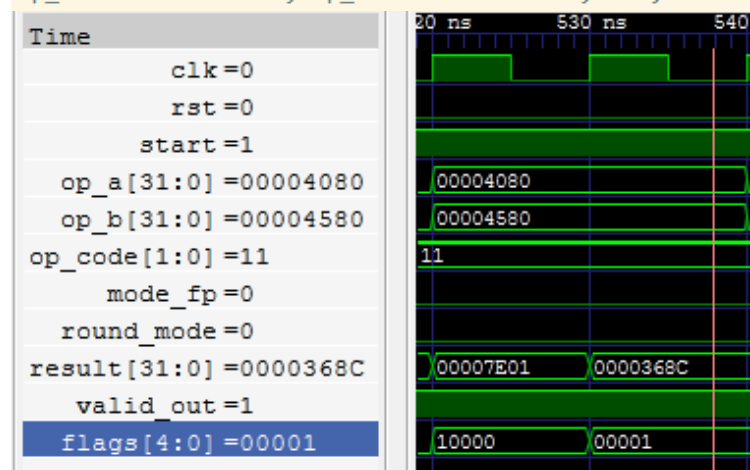 20 ns 530 ns 540
Time
clk=0
rst=0
start=1
op_a[31:0]=00004080 00004080
op_b[31:0]=00004580 00004580
op_code[1:0]=11 11
mode_fp=0
round_mode=0
result[31:0]=0000368C 00007E01 0000368C
valid_out=1
flags[4:0]=00001 10000 00001